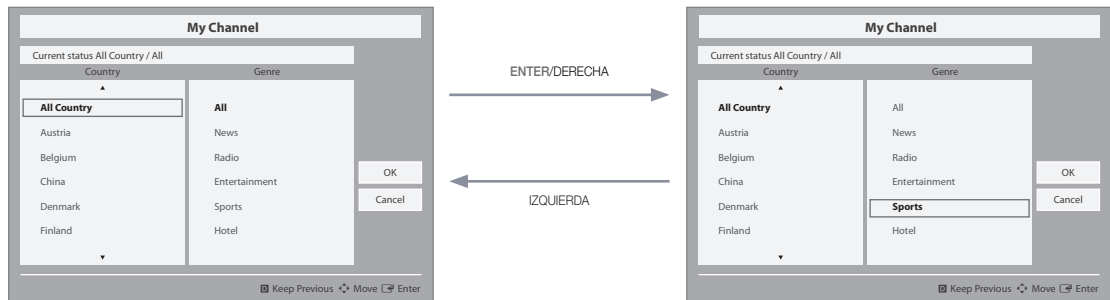 My Channel
Current status All Country / All
Country Genre
All Country All
Austria News
Belgium Radio
China Entertainment
Denmark Sports
Finland Hotel
OK
Cancel
D Keep Previous Move Enter
ENTER/DERECHA
IZQUIERDA
My Channel
Current status All Country / All
Country Genre
All Country All
Austria News
Belgium Radio
China Entertainment
Denmark Sports
Finland Hotel
OK
Cancel
D Keep Previous Move Enter